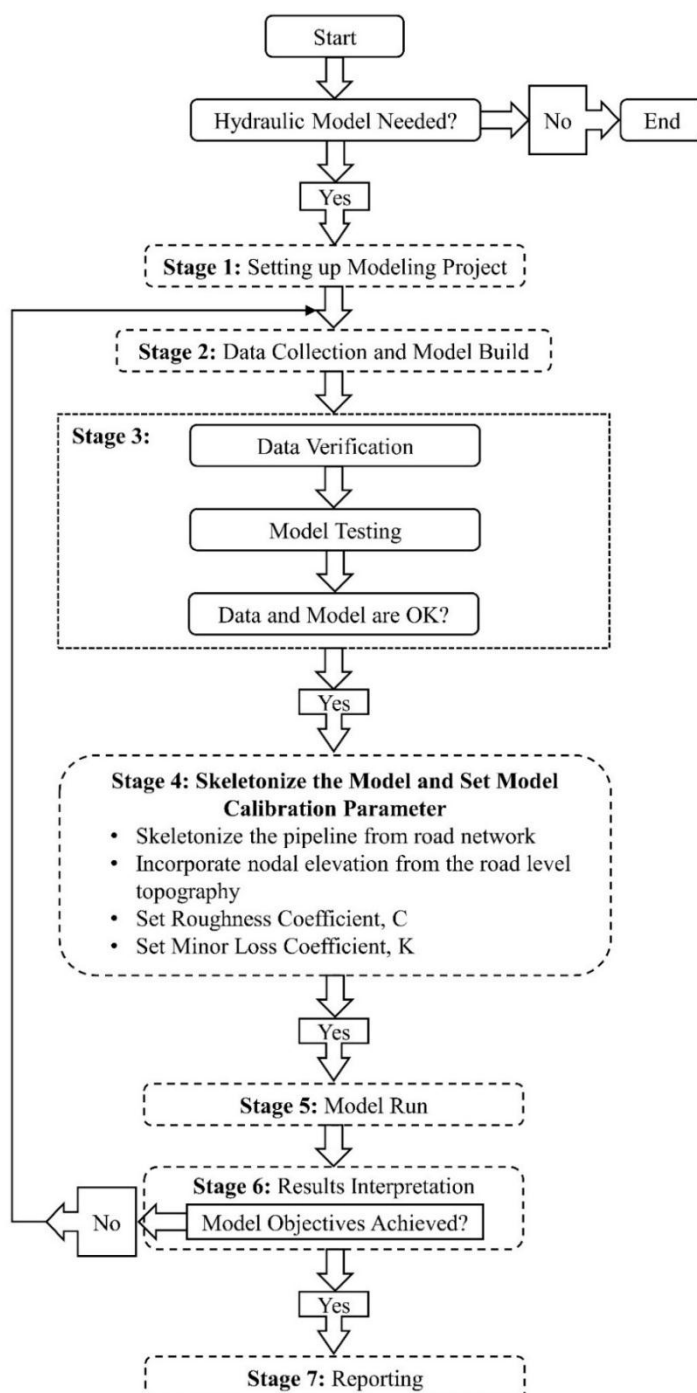 Start
Hydraulic Model Needed?
No
End
Yes
Stage 1: Setting up Modeling Project
Stage 2: Data Collection and Model Build
Stage 3:
Data Verification
Model Testing
Data and Model are OK?
Yes
Stage 4: Skeletonize the Model and Set Model
Calibration Parameter
• Skeletonize the pipeline from road network
• Incorporate nodal elevation from the road level
topography
• Set Roughness Coefficient, C
• Set Minor Loss Coefficient, K
Yes
Stage 5: Model Run
Stage 6: Results Interpretation
No
Model Objectives Achieved?
Yes
Stage 7: Reporting